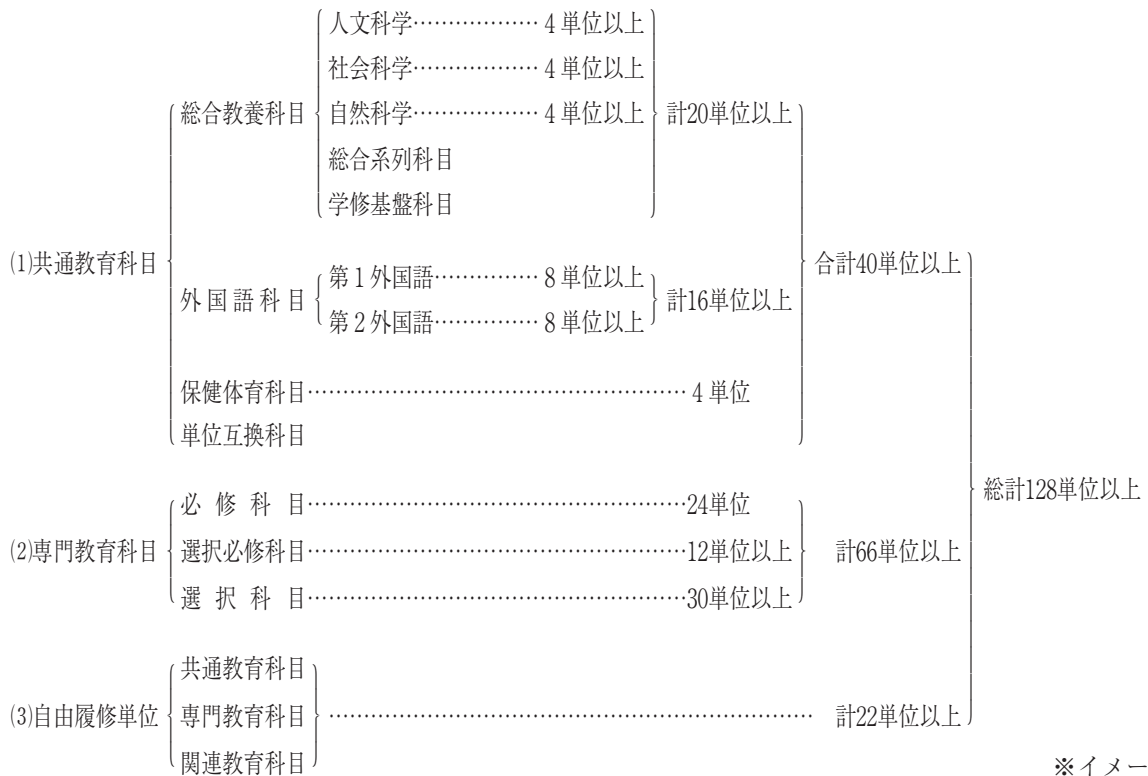 人文科学………………4単位以上
社会科学………………4単位以上
総合教養科目 自然科学………………4単位以上 計20単位以上
総合系列科目
学修基盤科目
(1)共通教育科目 合計40単位以上
第1外国語……………8単位以上
外国語科目 計16単位以上
第2外国語……………8単位以上
保健体育科目………………………………………………4単位
単位互換科目
総計128単位以上
必修科目………………………………………………24単位
(2)専門教育科目 選択必修科目………………………………………………12単位以上 計66単位以上
選択科目………………………………………………30単位以上
共通教育科目
(3)自由履修単位 専門教育科目 …………………………………………………………… 計22単位以上
関連教育科目
※イメー